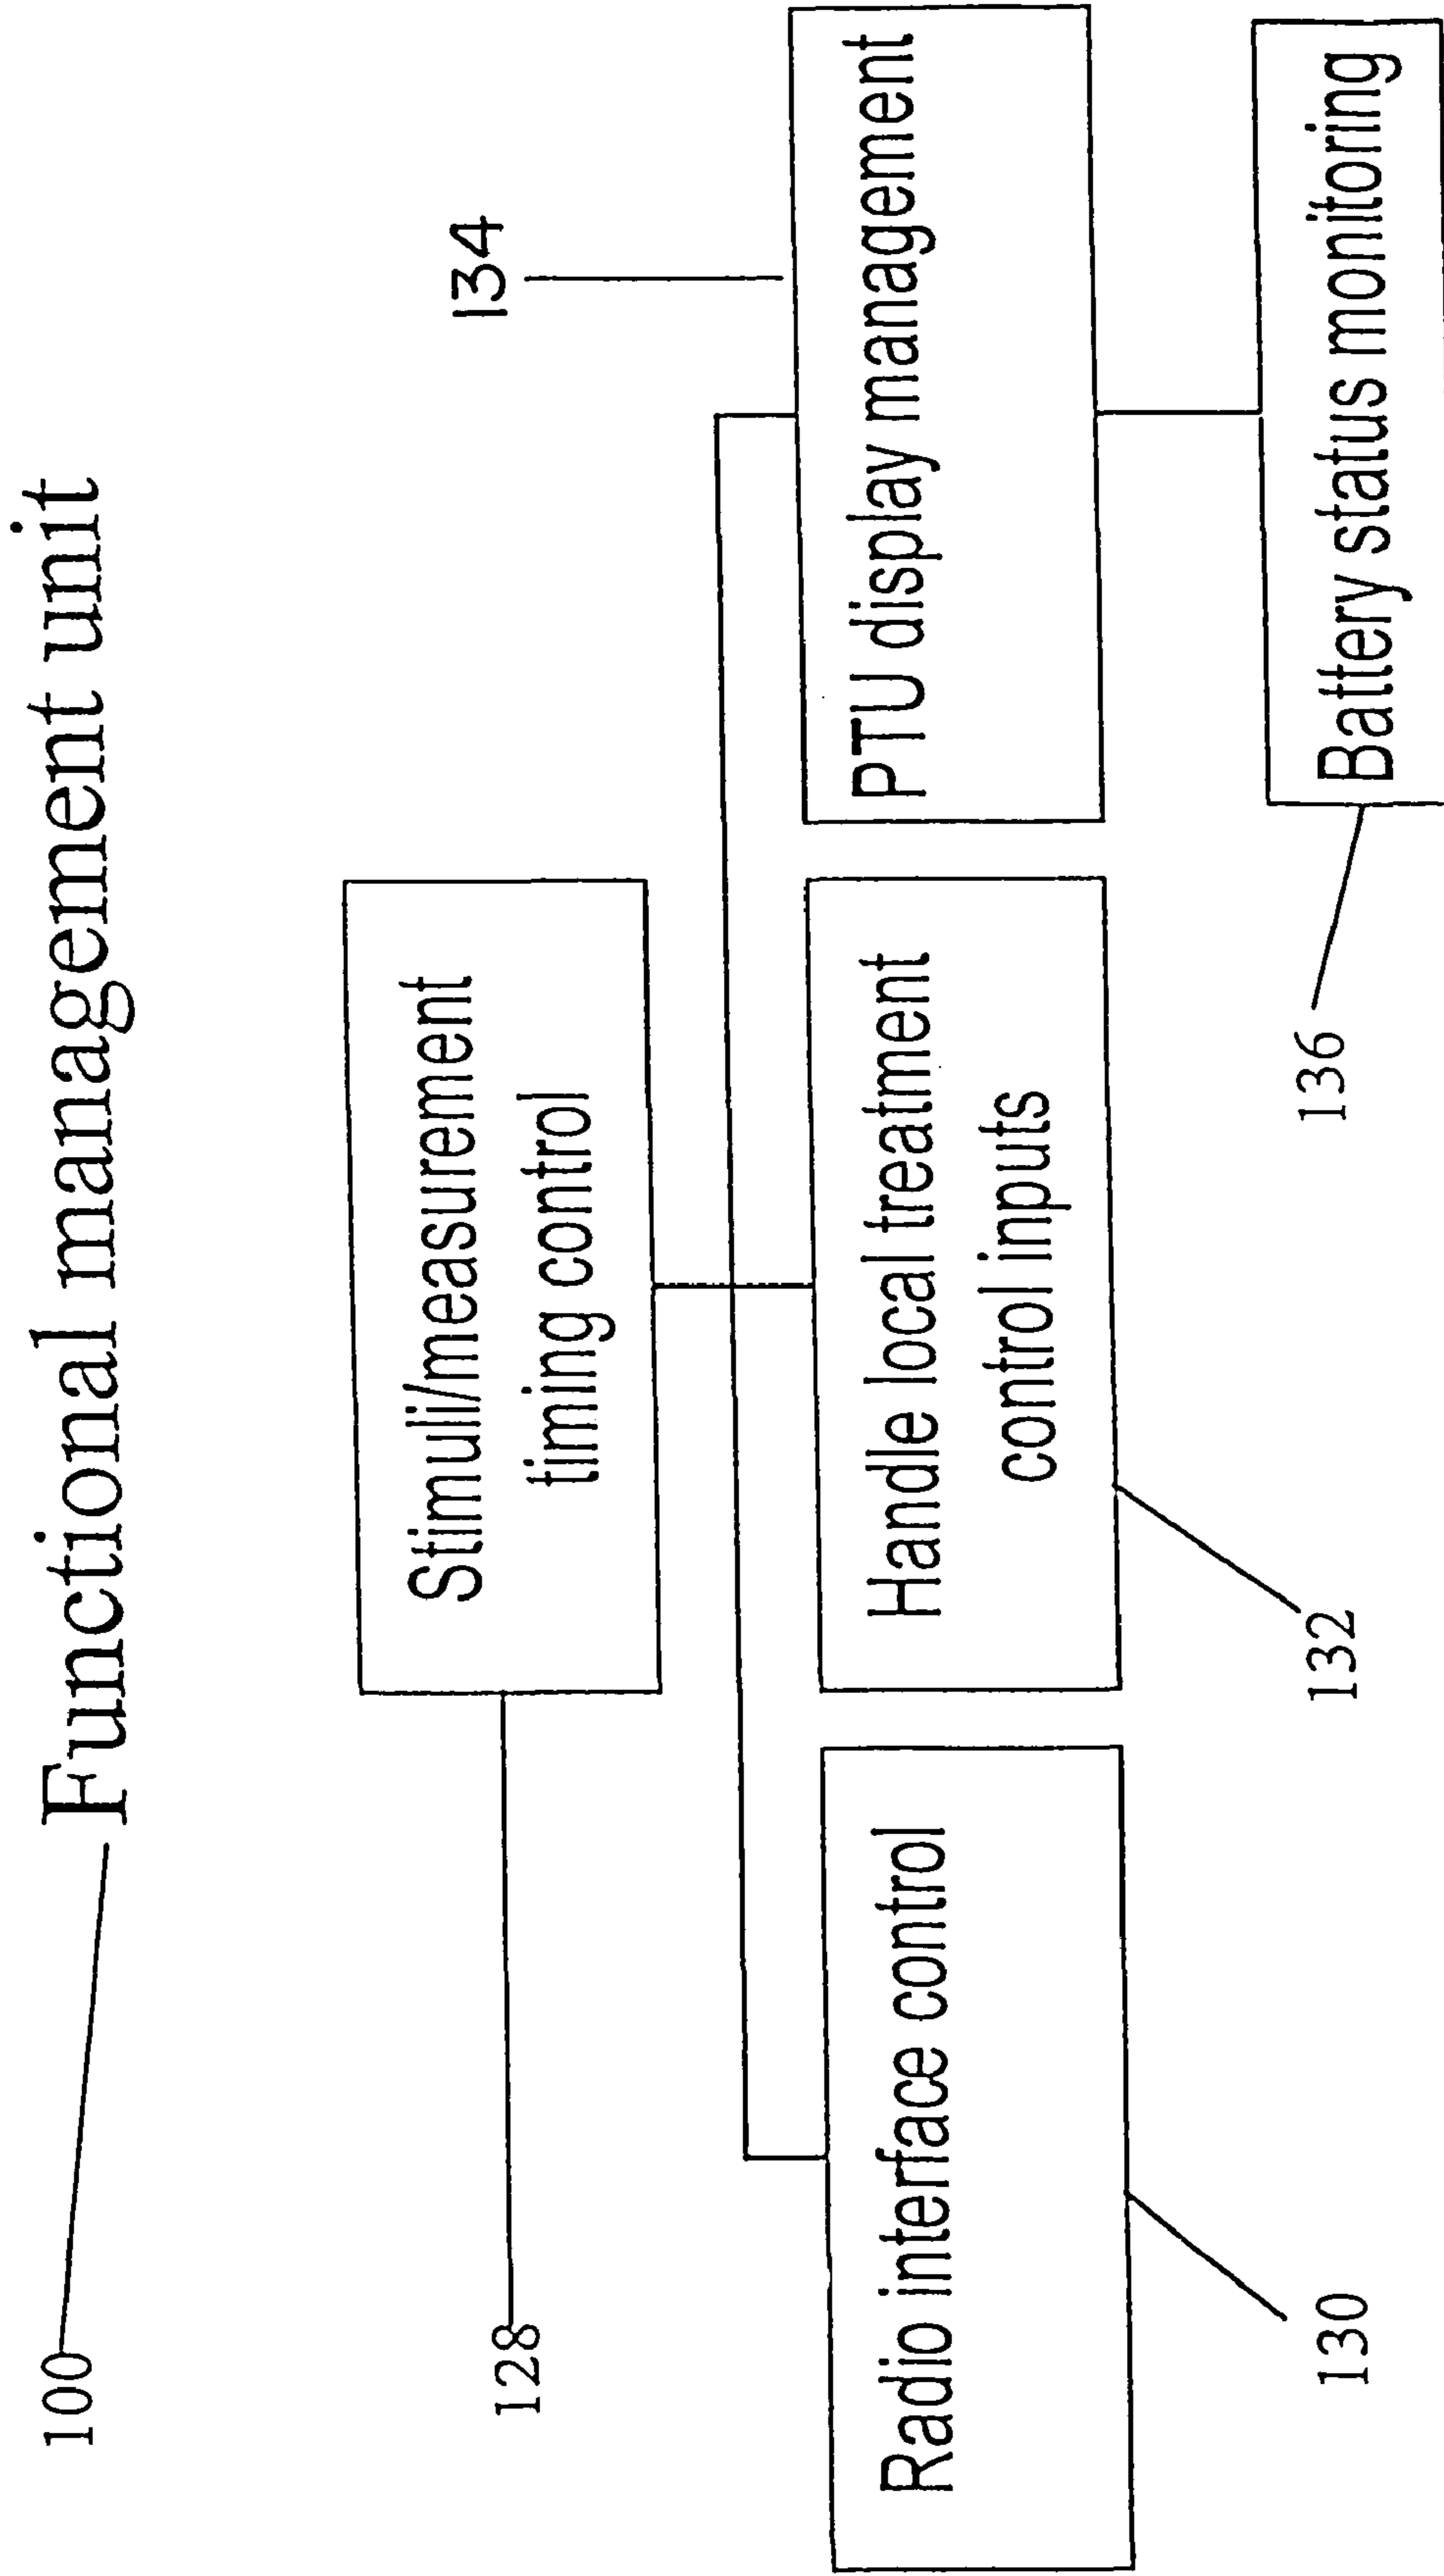 100 Functional management unit
128
Stimuli/measurement
timing control
134
Radio interface control
Handle local treatment
control inputs
PTU display management
130
132
136
Battery status monitoring